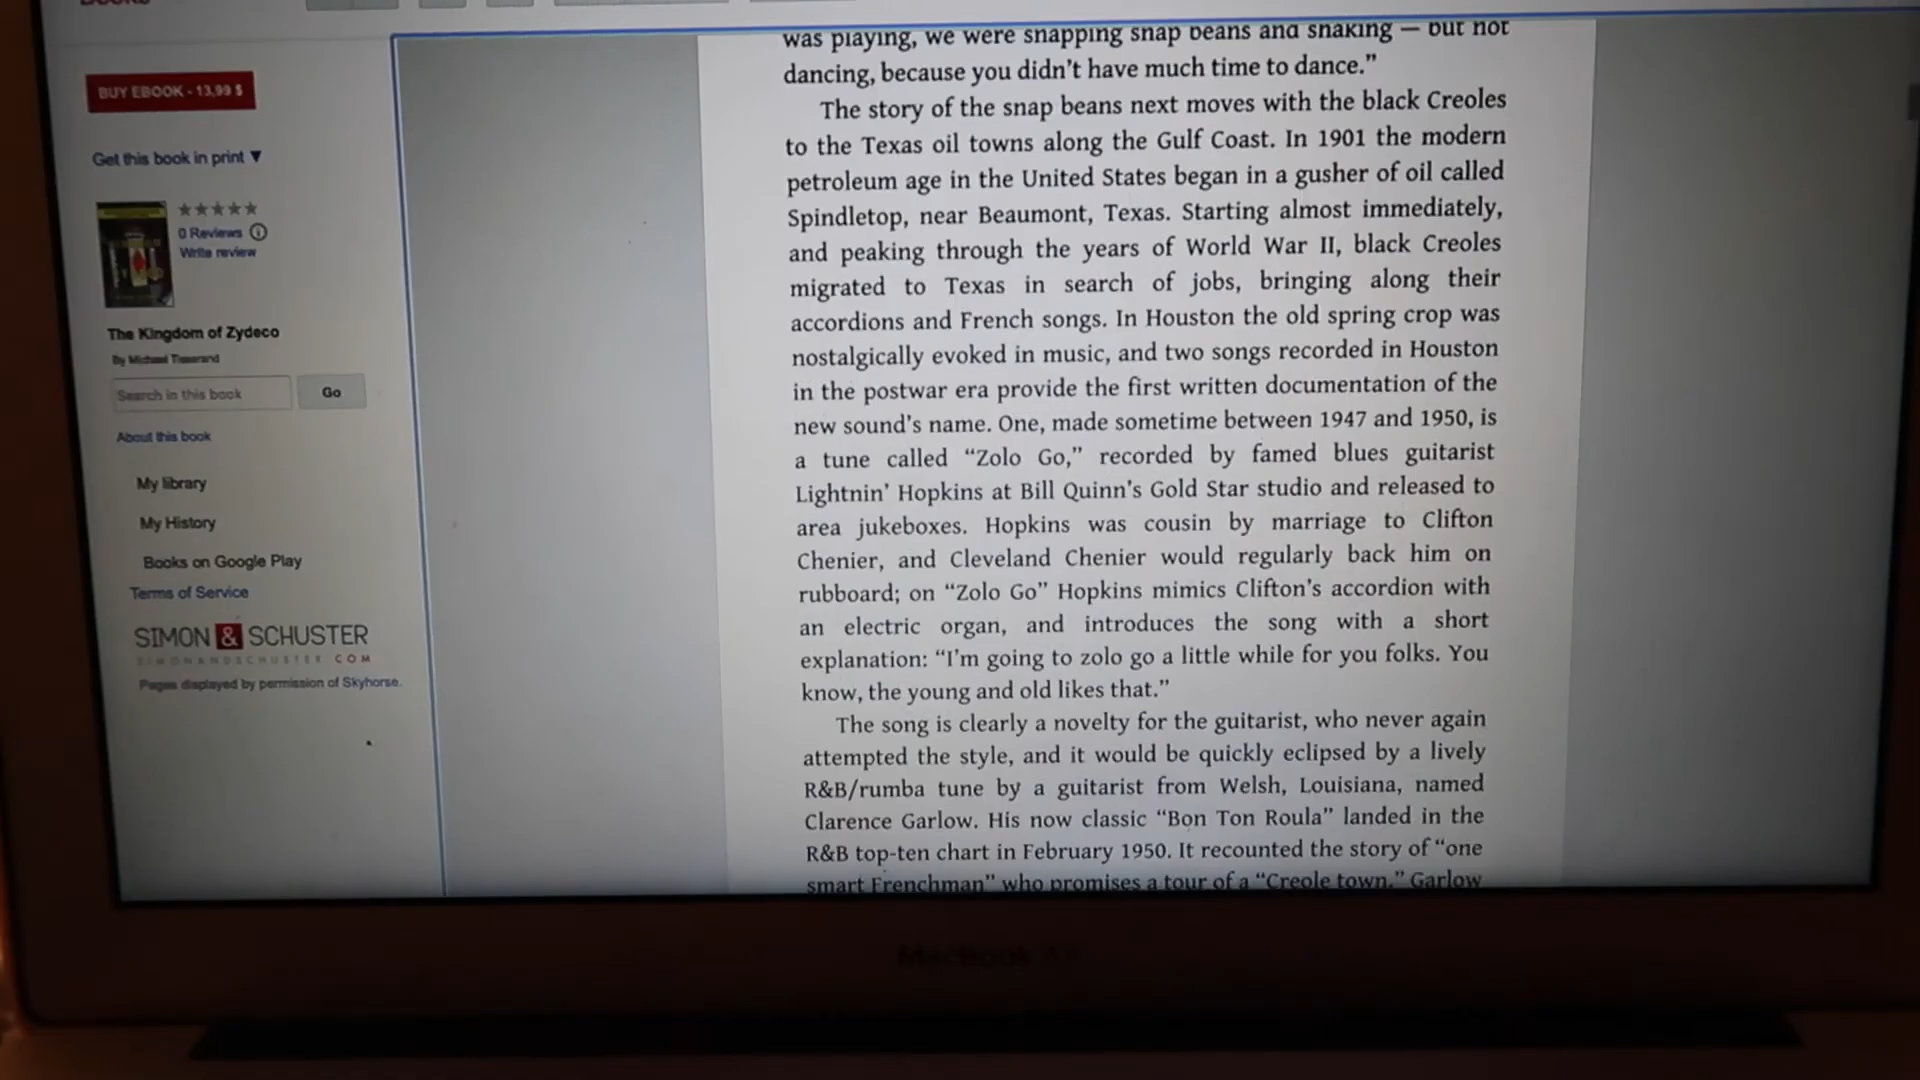 BUY EBOOK - 13,99 $
Get this book in print ▼
★★★★★
0 Reviews
Write review
The Kingdom of Zydeco
By Michael Tisserand
Search in this book
Go
About this book
My library
My History
Books on Google Play
Terms of Service
SIMON & SCHUSTER
SIMONANDSCHUSTER.COM
Pages displayed by permission of Skyhorse.
was playing, we were snapping snap beans and snaking — but not
dancing, because you didn’t have much time to dance.”
The story of the snap beans next moves with the black Creoles
to the Texas oil towns along the Gulf Coast. In 1901 the modern
petroleum age in the United States began in a gusher of oil called
Spindletop, near Beaumont, Texas. Starting almost immediately,
and peaking through the years of World War II, black Creoles
migrated to Texas in search of jobs, bringing along their
accordions and French songs. In Houston the old spring crop was
nostalgically evoked in music, and two songs recorded in Houston
in the postwar era provide the first written documentation of the
new sound’s name. One, made sometime between 1947 and 1950, is
a tune called “Zolo Go,” recorded by famed blues guitarist
Lightnin’ Hopkins at Bill Quinn’s Gold Star studio and released to
area jukeboxes. Hopkins was cousin by marriage to Clifton
Chenier, and Cleveland Chenier would regularly back him on
rubboard; on “Zolo Go” Hopkins mimics Clifton’s accordion with
an electric organ, and introduces the song with a short
explanation: “I’m going to zolo go a little while for you folks. You
know, the young and old likes that.”
The song is clearly a novelty for the guitarist, who never again
attempted the style, and it would be quickly eclipsed by a lively
R&B/rumba tune by a guitarist from Welsh, Louisiana, named
Clarence Garlow. His now classic “Bon Ton Roula” landed in the
R&B top-ten chart in February 1950. It recounted the story of “one
smart Frenchman” who promises a tour of a “Creole town.” Garlow
MacBook Air